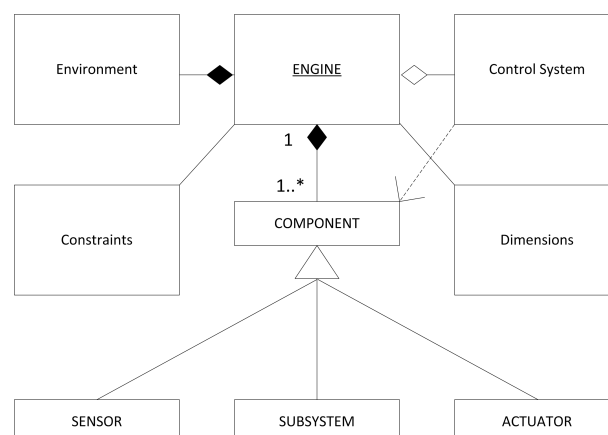 Environment
ENGINE
Control System
1
1..*
COMPONENT
Constraints
Dimensions
SENSOR
SUBSYSTEM
ACTUATOR